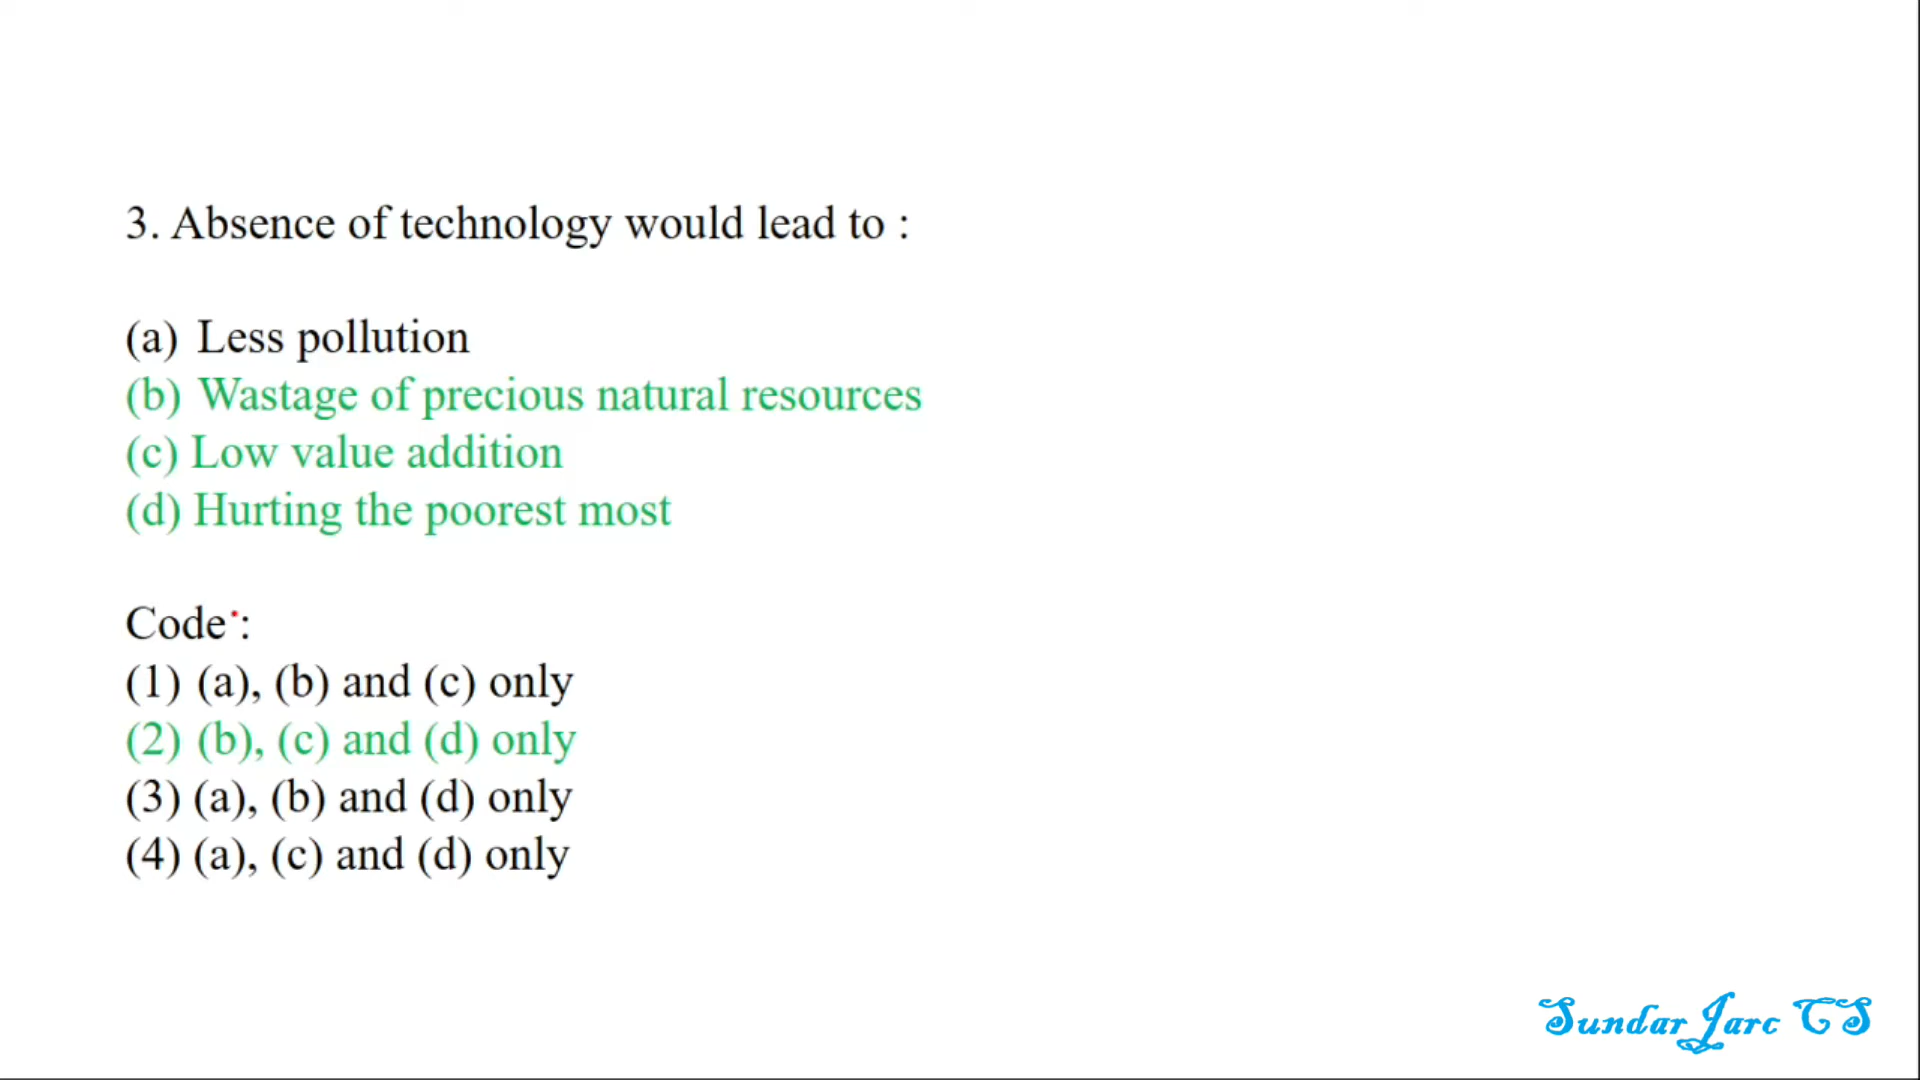 3. Absence of technology would lead to :
(a) Less pollution
(b) Wastage of precious natural resources
(c) Low value addition
(d) Hurting the poorest most
Code :
(1) (a), (b) and (c) only
(2) (b), (c) and (d) only
(3) (a), (b) and (d) only
(4) (a), (c) and (d) only
Sundar Jarc CS